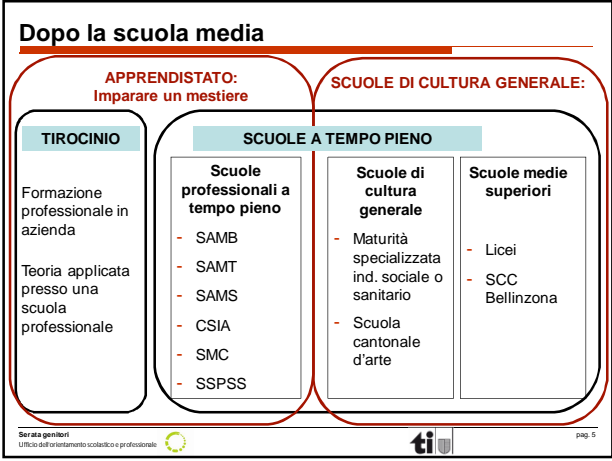 Dopo la scuola media
APPRENDISTATO:
Imparare un mestiere
SCUOLE DI CULTURA GENERALE:
TIROCINIO
SCUOLE A TEMPO PIENO
Formazione
professionale in
azienda
Teoria applicata
presso una
scuola
professionale
Scuole
professionali a
tempo pieno
- SAMB
- SAMT
- SAMS
- CSIA
- SMC
- SSPSS
Scuole di
cultura
generale
- Maturità
specializzata
ind. sociale o
sanitario
- Scuola
cantonale
d'arte
Scuole medie
superiori
- Licei
- SCC
Bellinzona
Serata genitori
Ufficio dell'orientamento scolastico e professionale
ti
pag. 5